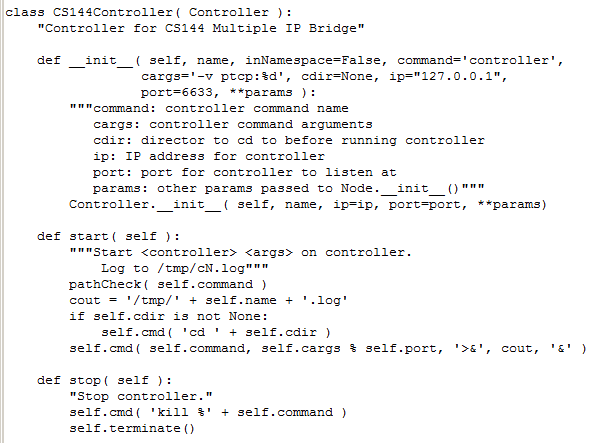 class CS144Controller( Controller ):
    "Controller for CS144 Multiple IP Bridge"

    def __init__( self, name, inNamespace=False, command='controller',
                 cargs='-v ptcp:%d', cdir=None, ip="127.0.0.1",
                 port=6633, **params ):
        """command: controller command name
           cargs: controller command arguments
           cdir: director to cd to before running controller
           ip: IP address for controller
           port: port for controller to listen at
           params: other params passed to Node.__init__()"""
        Controller.__init__( self, name, ip=ip, port=port, **params)

    def start( self ):
        """Start <controller> <args> on controller.
            Log to /tmp/cN.log"""
        pathCheck( self.command )
        cout = '/tmp/' + self.name + '.log'
        if self.cdir is not None:
            self.cmd( 'cd ' + self.cdir )
        self.cmd( self.command, self.cargs % self.port, '>&', cout, '&' )

    def stop( self ):
        "Stop controller."
        self.cmd( 'kill %' + self.command )
        self.terminate()